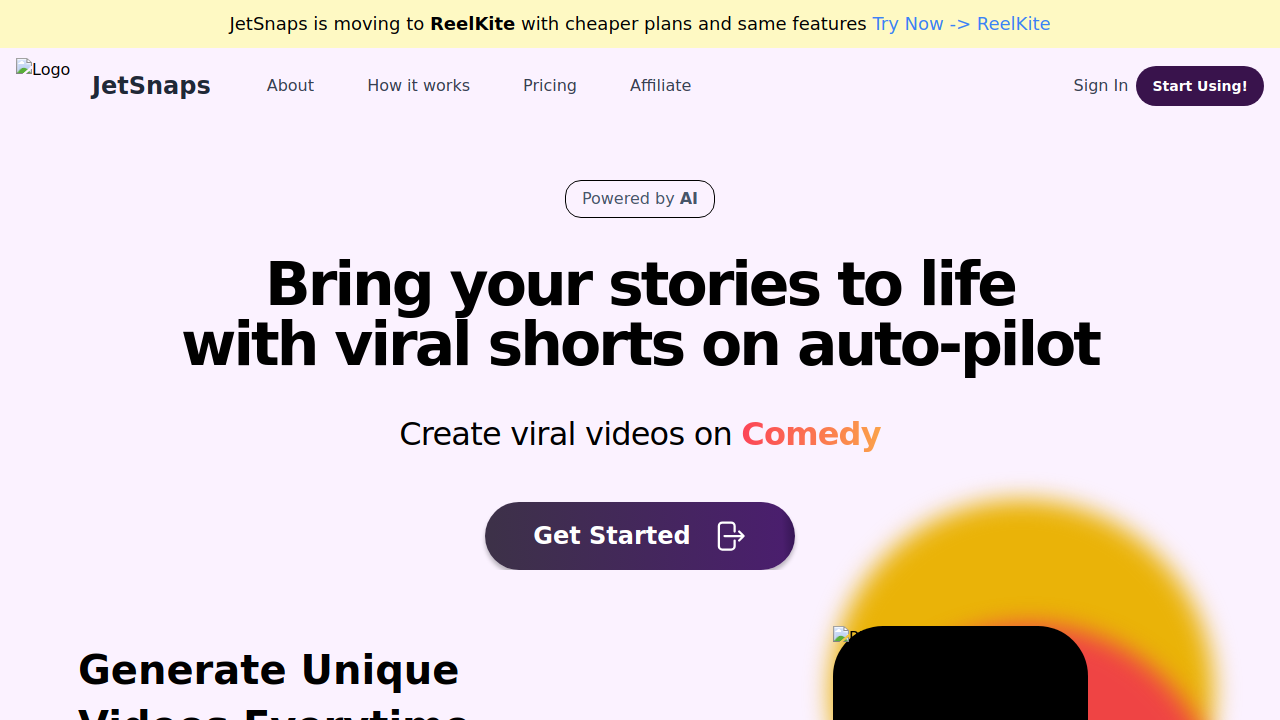 JetSnaps is moving to ReelKite with cheaper plans and same features Try Now -> ReelKite
Logo
JetSnaps
About
How it works
Pricing
Affiliate
Sign In
Start Using!
Powered by AI
Bring your stories to life
with viral shorts on auto-pilot
Create viral videos on Comedy
Get Started
Generate Unique
Videos Everytime